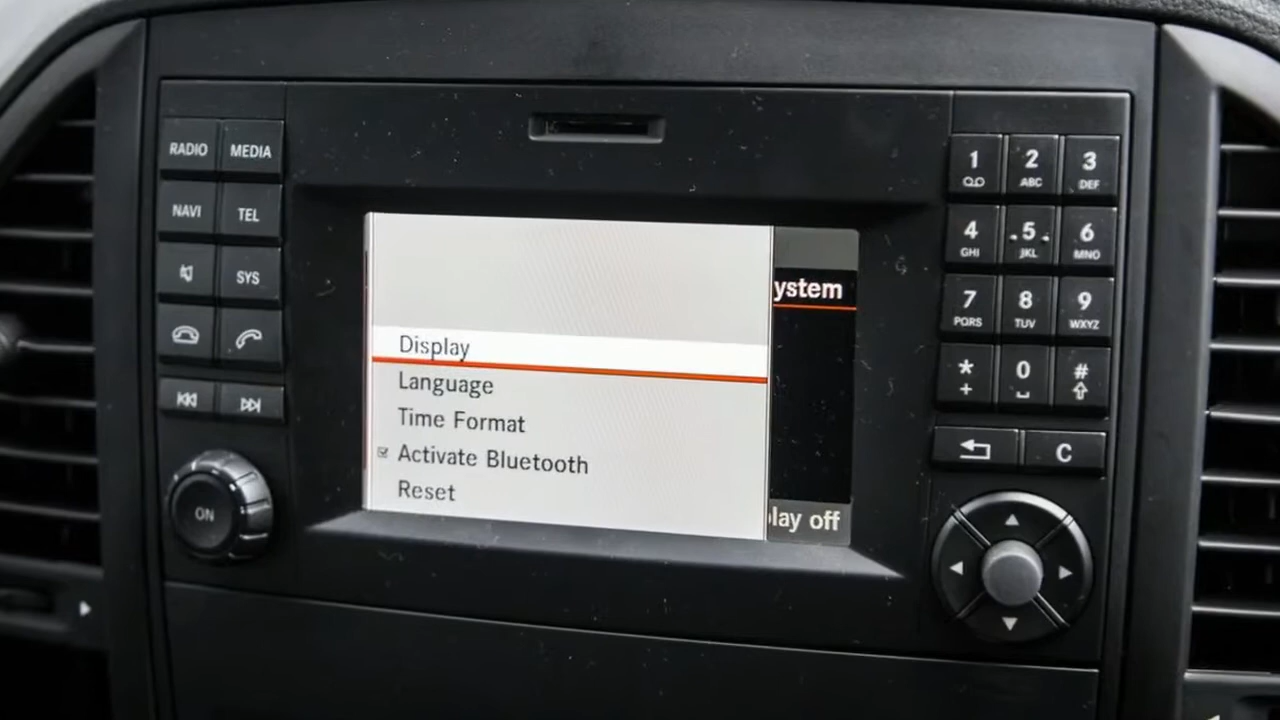 RADIO MEDIA
NAVI TEL
SYS
ON
ystem
Display
Language
Time Format
Activate Bluetooth
Reset
lay off
1 2 ABC 3 DEF
4 GHI 5 JKL 6 MNO
7 PQRS 8 TUV 9 WXYZ
* + 0 #
C